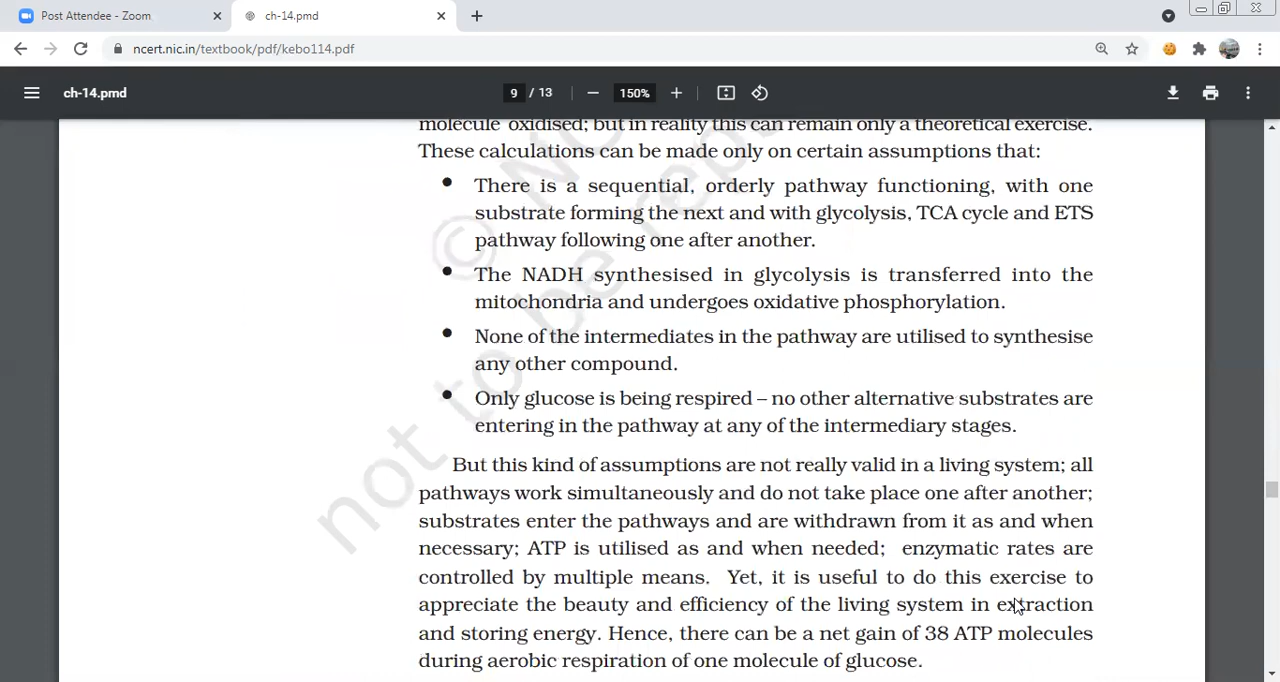 Post Attendee - Zoom
ch-14.pmd
ncert.nic.in/textbook/pdf/kebo114.pdf
ch-14.pmd
9 / 13
150%
molecule oxidised; but in reality this can remain only a theoretical exercise.
These calculations can be made only on certain assumptions that:
• There is a sequential, orderly pathway functioning, with one
substrate forming the next and with glycolysis, TCA cycle and ETS
pathway following one after another.
• The NADH synthesised in glycolysis is transferred into the
mitochondria and undergoes oxidative phosphorylation.
• None of the intermediates in the pathway are utilised to synthesise
any other compound.
• Only glucose is being respired – no other alternative substrates are
entering in the pathway at any of the intermediary stages.
But this kind of assumptions are not really valid in a living system; all
pathways work simultaneously and do not take place one after another;
substrates enter the pathways and are withdrawn from it as and when
necessary; ATP is utilised as and when needed; enzymatic rates are
controlled by multiple means. Yet, it is useful to do this exercise to
appreciate the beauty and efficiency of the living system in extraction
and storing energy. Hence, there can be a net gain of 38 ATP molecules
during aerobic respiration of one molecule of glucose.
© NC
not to be rep